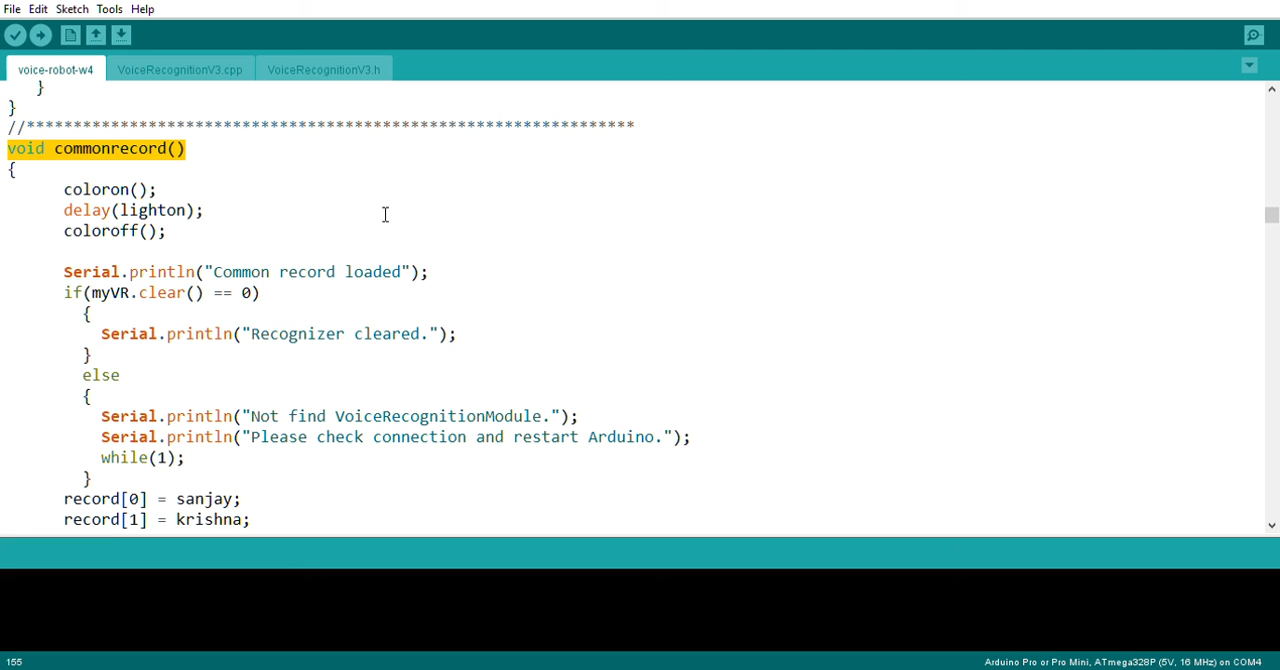 File Edit Sketch Tools Help
voice-robot-w4 VoiceRecognitionV3.cpp VoiceRecognitionV3.h
}
}
//*****************************************************************
void commonrecord()
{
coloron();
delay(lighton);
coloroff();
Serial.println("Common record loaded");
if(myVR.clear() == 0)
{
Serial.println("Recognizer cleared.");
}
else
{
Serial.println("Not find VoiceRecognitionModule.");
Serial.println("Please check connection and restart Arduino.");
while(1);
}
record[0] = sanjay;
record[1] = krishna;
155 Arduino Pro or Pro Mini, ATmega328P (5V, 16 MHz) on COM4